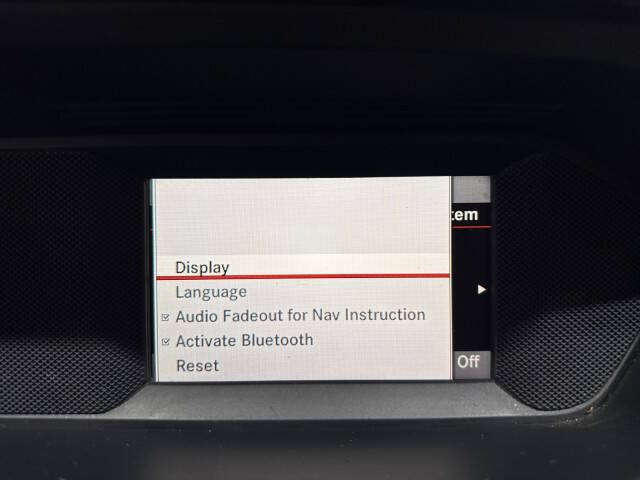 tem
Display
Language
Audio Fadeout for Nav Instruction
Activate Bluetooth
Reset
Off